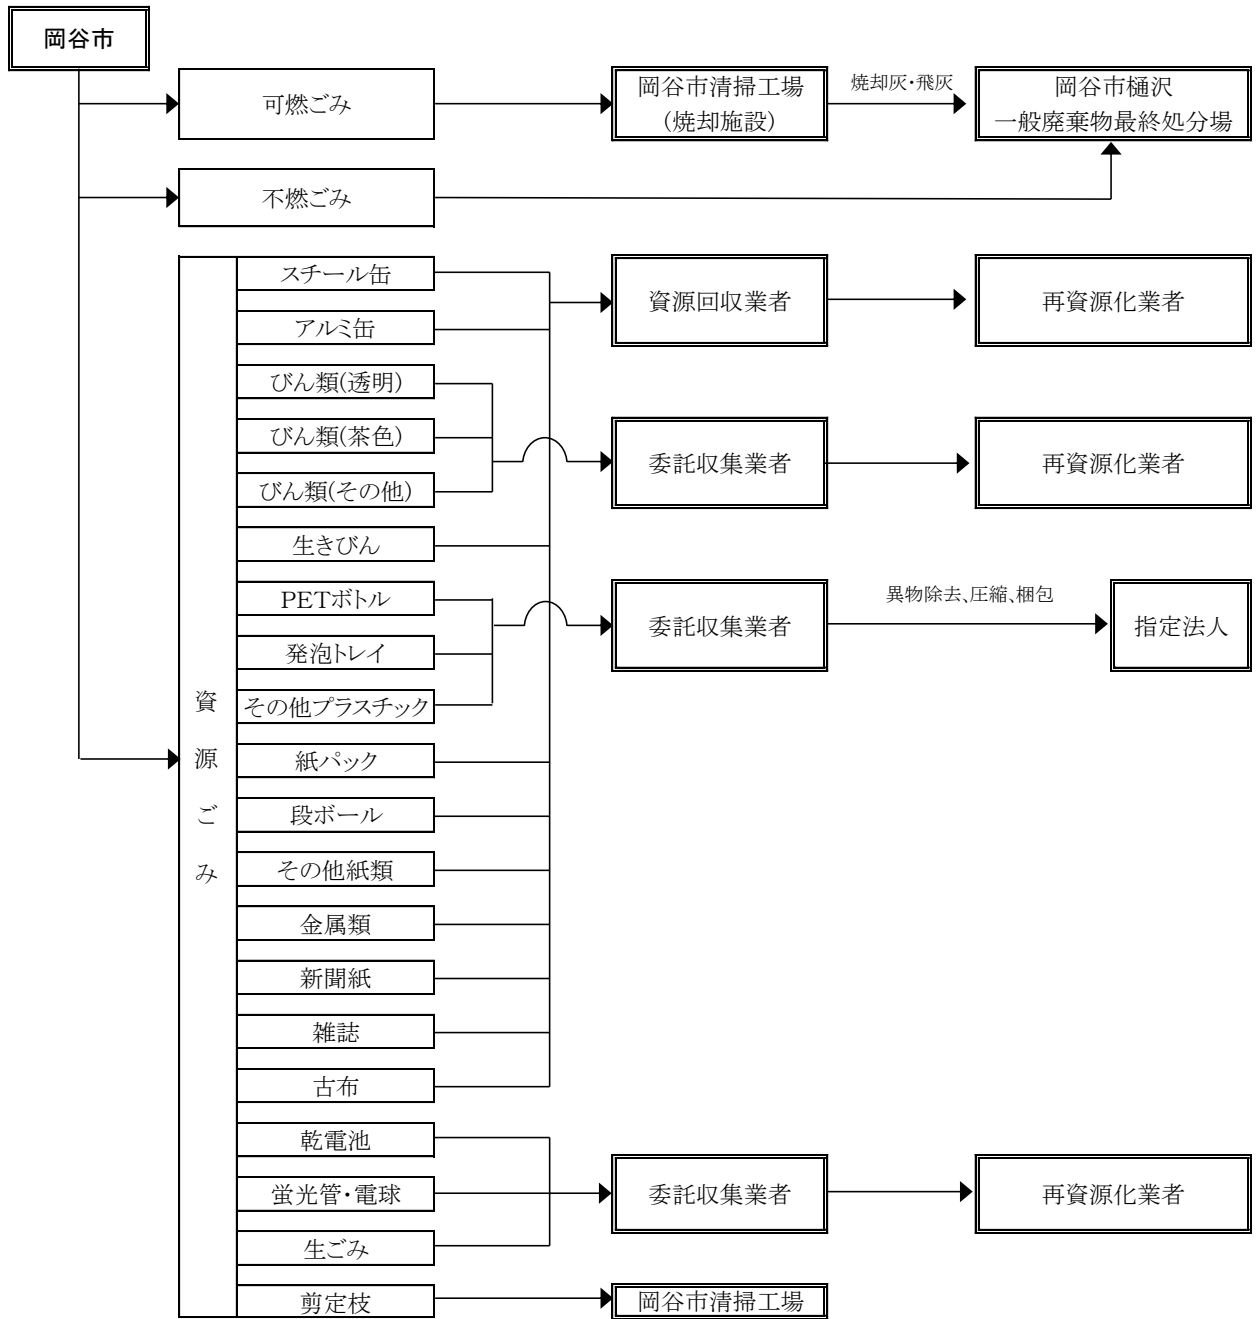 岡谷市
可燃ごみ
岡谷市清掃工場
(焼却施設)
焼却灰・飛灰
岡谷市樋沢
一般廃棄物最終処分場
不燃ごみ
資源ごみ
スチール缶
アルミ缶
びん類(透明)
びん類(茶色)
びん類(その他)
生きびん
PETボトル
発泡トレイ
その他プラスチック
紙パック
段ボール
その他紙類
金属類
新聞紙
雑誌
古布
乾電池
蛍光管・電球
生ごみ
剪定枝
資源回収業者
再資源化業者
委託収集業者
再資源化業者
委託収集業者
異物除去、圧縮、梱包
指定法人
委託収集業者
再資源化業者
岡谷市清掃工場